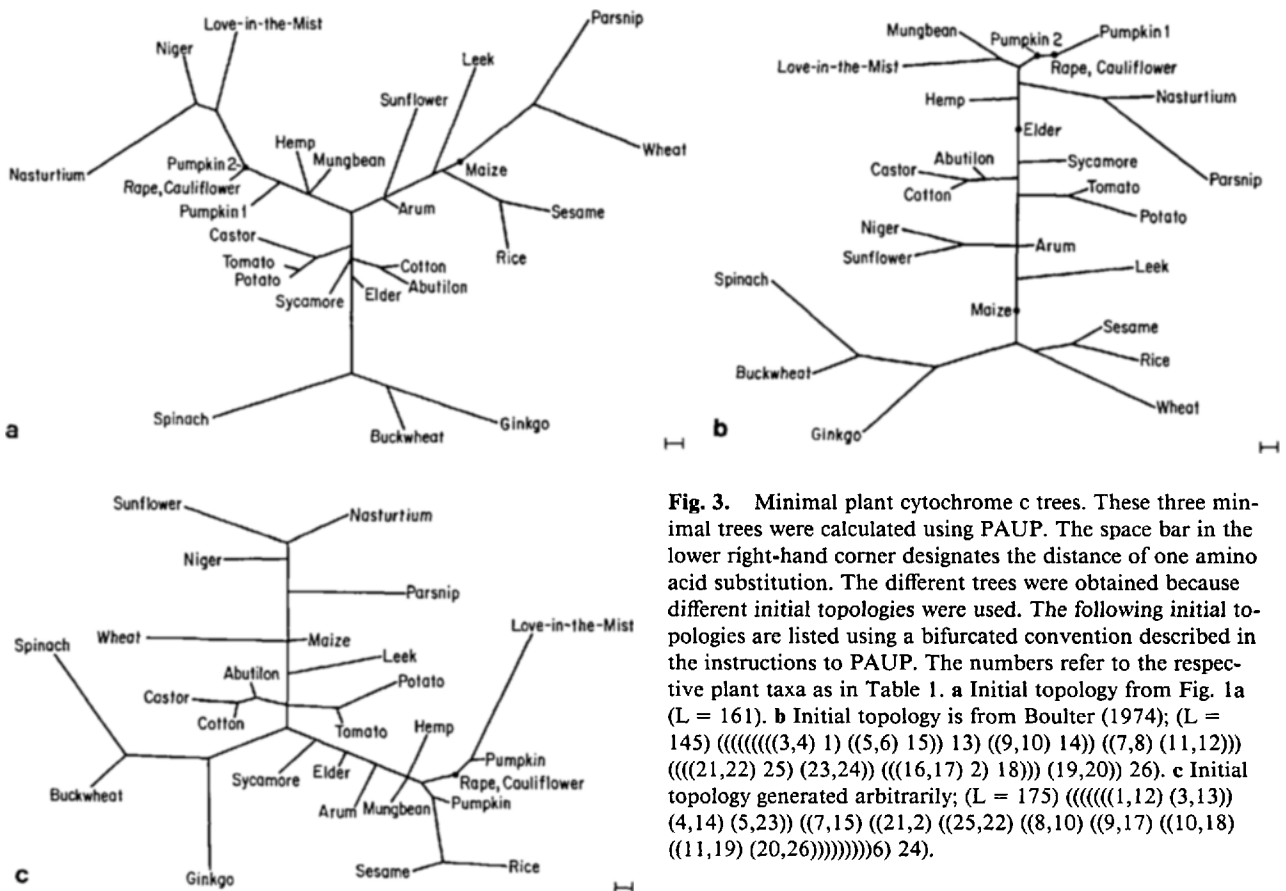 Love-in-the-Mist
Niger
Parsnip
Leek
Sunflower
Hemp
Mungbean
Wheat
Nasturtium
Pumpkin 2
Maize
Rape, Cauliflower
Pumpkin 1
Arum
Sesame
Castor
Rice
Tomato
Cotton
Potato
Abutilon
Sycamore
Elder
Spinach
Buckwheat
Ginkgo
a
Mungbean
Pumpkin 2
Pumpkin 1
Love-in-the-Mist
Rape, Cauliflower
Hemp
Nasturtium
Elder
Abutilon
Sycamore
Castor
Cotton
Tomato
Parsnip
Potato
Niger
Arum
Sunflower
Leek
Spinach
Maize
Sesame
Rice
Buckwheat
Wheat
Ginkgo
b
Sunflower
Nasturtium
Niger
Parsnip
Love-in-the-Mist
Wheat
Maize
Spinach
Leek
Abutilon
Potato
Castor
Cotton
Tomato
Hemp
Sycamore
Elder
Pumpkin
Rape, Cauliflower
Buckwheat
Arum
Mungbean
Pumpkin
Sesame
Rice
Ginkgo
c
Fig. 3. Minimal plant cytochrome c trees. These three min-
imal trees were calculated using PAUP. The space bar in the
lower right-hand corner designates the distance of one amino
acid substitution. The different trees were obtained because
different initial topologies were used. The following initial to-
pologies are listed using a bifurcated convention described in
the instructions to PAUP. The numbers refer to the respec-
tive plant taxa as in Table 1. a Initial topology from Fig. 1a
(L = 161). b Initial topology is from Boulter (1974); (L =
145) (((((((((3,4) 1) ((5,6) 15)) 13) ((9,10) 14)) ((7,8) (11,12)))
((((21,22) 25) (23,24)) (((16,17) 2) 18))) (19,20)) 26). c Initial
topology generated arbitrarily; (L = 175) (((((((1,12) (3,13))
(4,14) (5,23)) ((7,15) ((21,2) ((25,22) ((8,10) ((9,17) ((10,18)
((11,19) (20,26)))))))))6) 24).